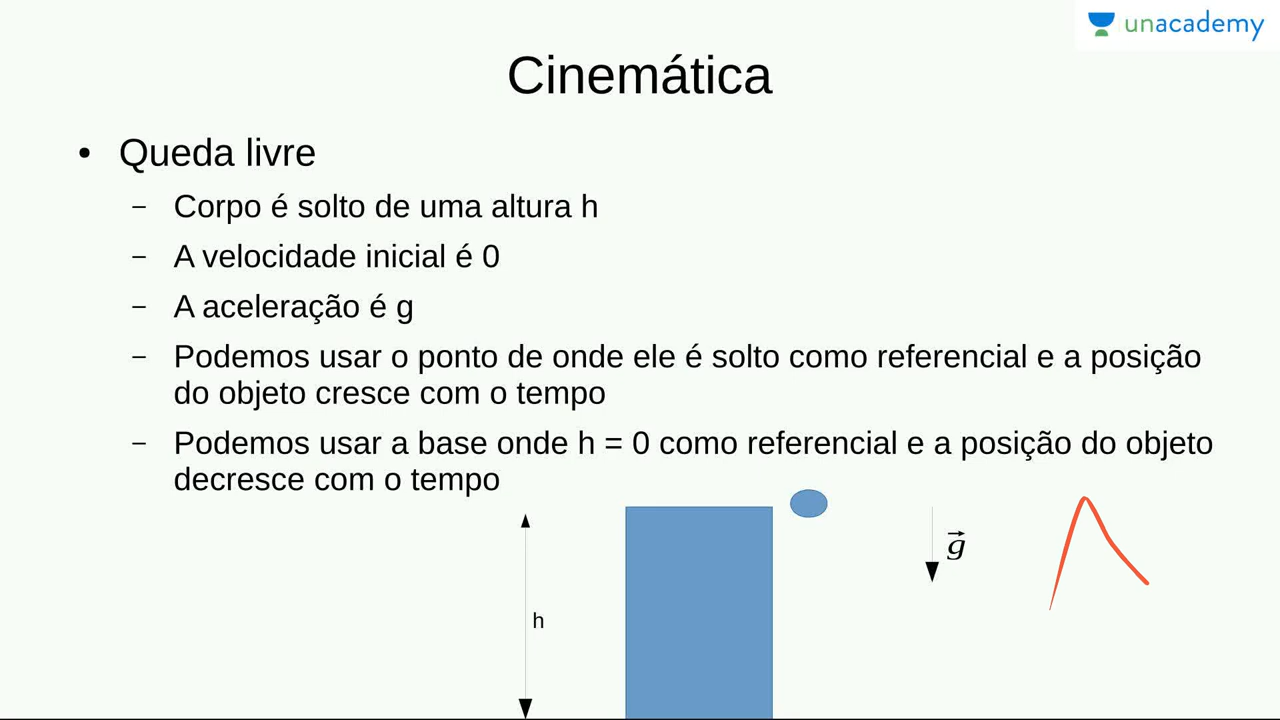 unacademy
Cinemática
• Queda livre
– Corpo é solto de uma altura h
– A velocidade inicial é 0
– A aceleração é g
– Podemos usar o ponto de onde ele é solto como referencial e a posição
do objeto cresce com o tempo
– Podemos usar a base onde h = 0 como referencial e a posição do objeto
decresce com o tempo
g⃗
h